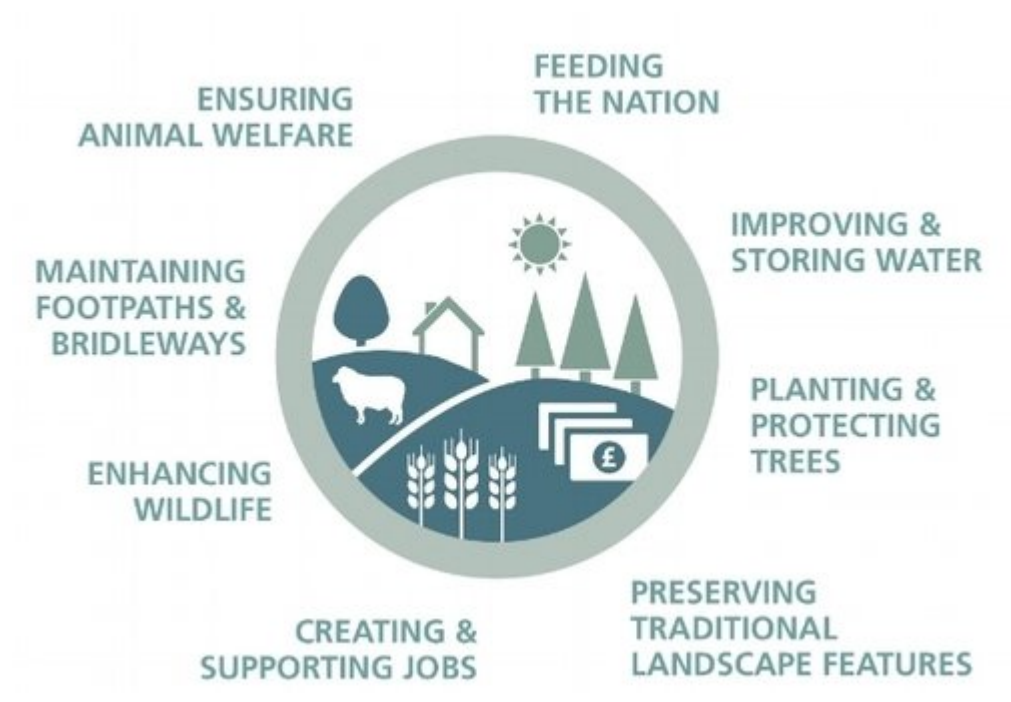 FEEDING
THE NATION
IMPROVING &
STORING WATER
PLANTING &
PROTECTING
TREES
PRESERVING
TRADITIONAL
LANDSCAPE FEATURES
CREATING &
SUPPORTING JOBS
ENHANCING
WILDLIFE
MAINTAINING
FOOTPATHS &
BRIDLEWAYS
ENSURING
ANIMAL WELFARE
£